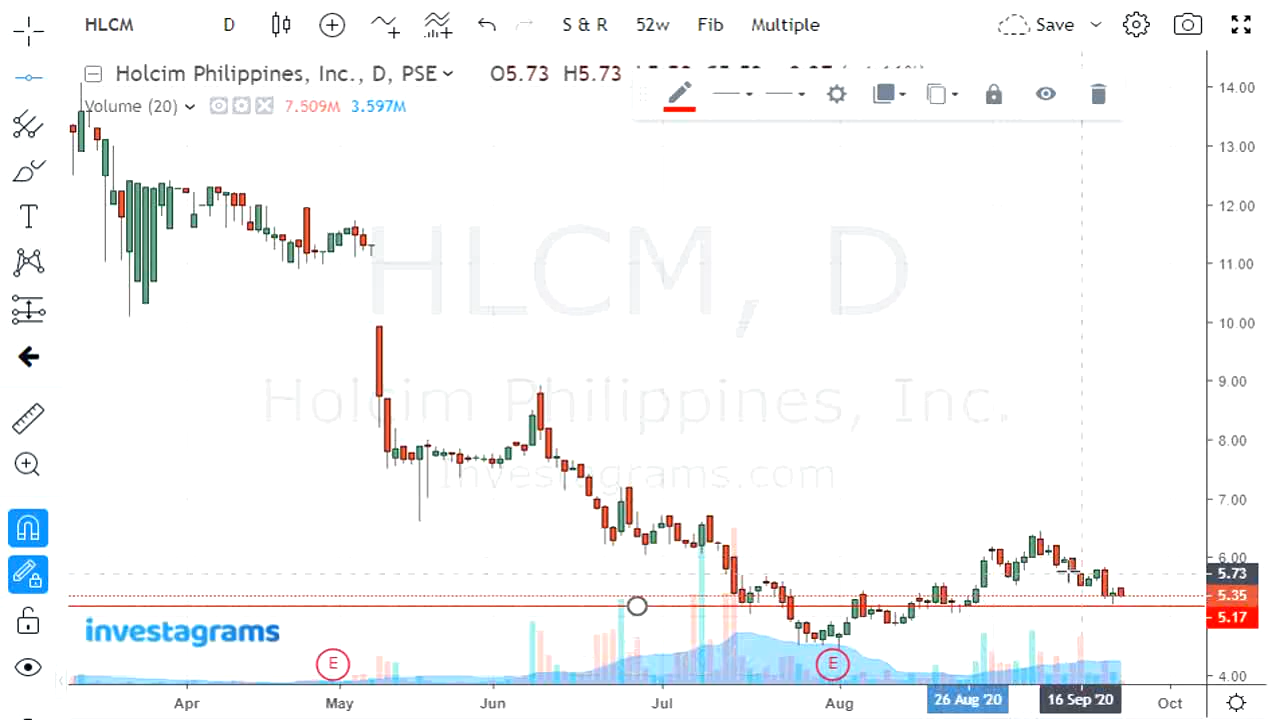 HLCM D S & R 52w Fib Multiple Save
Holcim Philippines, Inc., D, PSE O5.73 H5.73
Volume (20) 7.509M 3.597M
14.00
13.00
12.00
11.00
10.00
9.00
8.00
7.00
6.00
5.73
5.35
5.17
4.00
HLCM, D
Holcim Philippines, Inc.
Investagrams.com
investagrams
E E
Apr May Jun Jul Aug 26 Aug '20 16 Sep '20 Oct
T